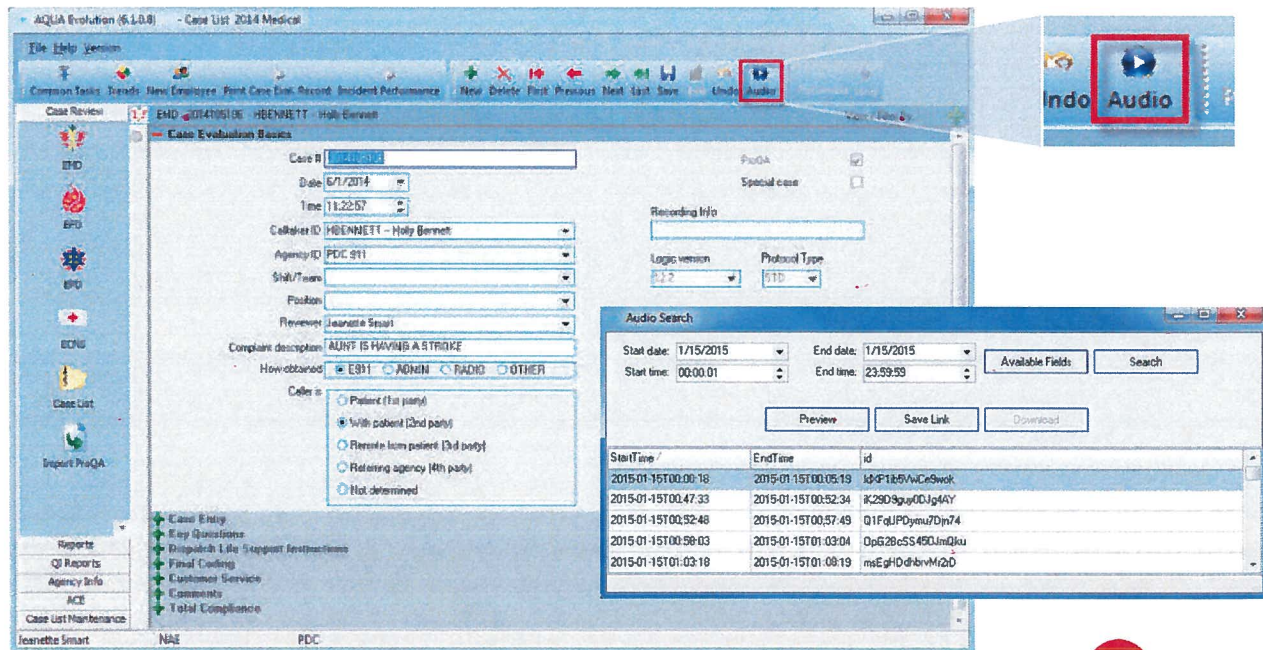 AQUA Evolution (6.1.0.8) - Case List 2014 Medical
File Help Version
Common Tasks Trends New Employee Print Case Eval. Record Incident Performance New Delete First Previous Next Last Save Undo Audio
Undo Audio
Case Review
EMD
EFD
EPD
ECNS
Case List
Import ProQA
Reports
QI Reports
Agency Info
ACE
Case List Maintenance
EMD - 2014105106 - HBENNETT - Holly Bennett
Case Evaluation Basics
Case #
Date 6/1/2014
Time 11:22:57
Calltaker ID HBENNETT - Holly Bennett
Agency ID PDC 911
Shift/Team
Position
Reviewer Jeanette Smart
Complaint description AUNT IS HAVING A STROKE
How obtained E911 ADMIN RADIO OTHER
Caller is
Patient (1st party)
With patient (2nd party)
Remote from patient (3rd party)
Referring agency (4th party)
Not determined
ProQA
Special case
Recording Info
Logic version Protocol Type
12.2 STD
Case Entry
Key Questions
Dispatch Life Support Instructions
Final Coding
Customer Service
Comments
Total Compliance
Jeanette Smart NAE PDC
Audio Search
Start date: 1/15/2015 End date: 1/15/2015 Available Fields Search
Start time: 00:00:01 End time: 23:59:59
Preview Save Link Download
StartTime / EndTime id
2015-01-15T00:00:18 2015-01-15T00:05:19
2015-01-15T00:47:33 2015-01-15T00:52:34 iK29D9guy0DJg4AY
2015-01-15T00:52:48 2015-01-15T00:57:49 Q1FqUPDymu7Djn74
2015-01-15T00:58:03 2015-01-15T01:03:04 OpG28cSS450JmQku
2015-01-15T01:03:18 2015-01-15T01:08:19 msEgHDdhbrvMr2rD